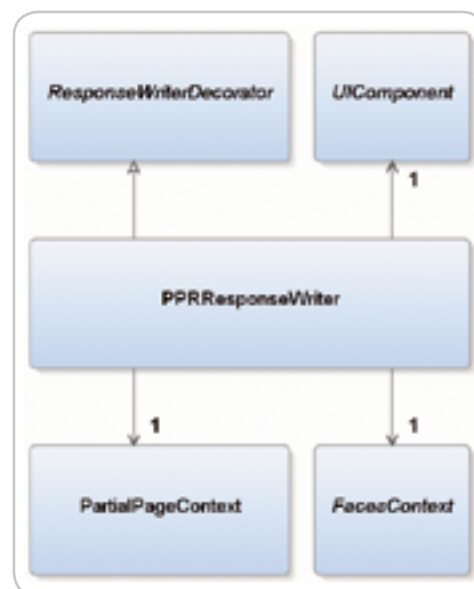 ResponseWriterDecorator
UIComponent
1
PPRResponseWriter
1
1
PartialPageContext
FacesContext